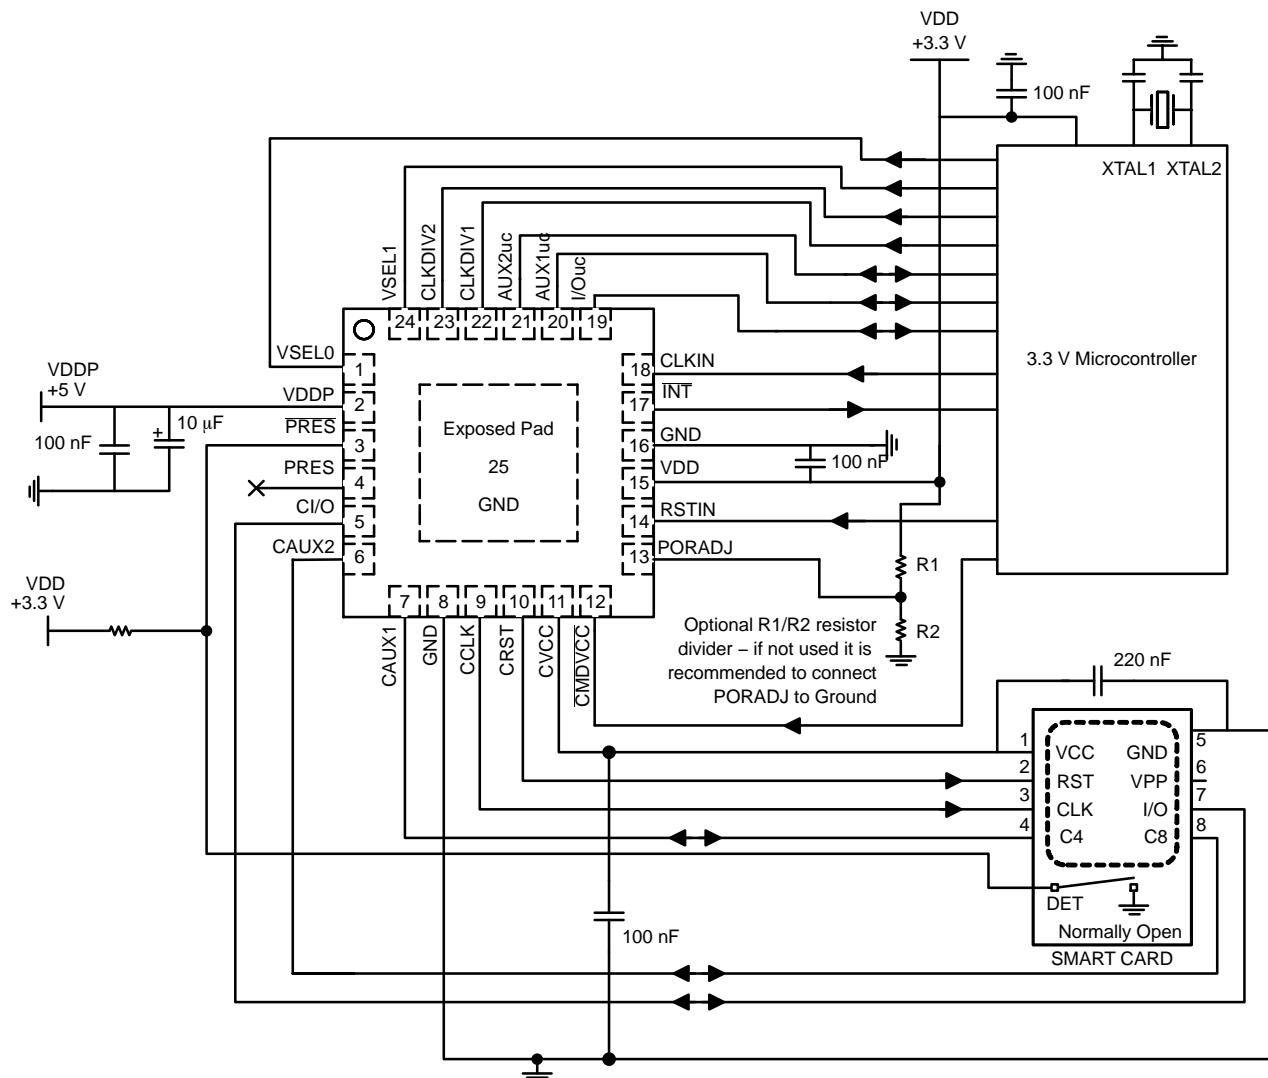 VDD
+3.3 V
100 nF
XTAL1 XTAL2
3.3 V Microcontroller
VSEL1
CLKDIV2
CLKDIV1
AUX2uc
AUX1uc
I/Ouc
24 23 22 21 20 19
VSEL0
1
VDDP
+5 V
VDDP
2
100 nF
10 μF
+
PRES
3
PRES
4
CI/O
5
CAUX2
6
Exposed Pad
25
GND
18 CLKIN
17 INT
16 GND
100 nF
15 VDD
14 RSTIN
13 PORADJ
R1
R2
VDD
+3.3 V
7 8 9 10 11 12
CAUX1
GND
CCLK
CRST
CVCC
CMDVCC
Optional R1/R2 resistor
divider – if not used it is
recommended to connect
PORADJ to Ground
220 nF
1 VCC GND 5
2 RST VPP 6
3 CLK I/O 7
4 C4 C8 8
DET
Normally Open
SMART CARD
100 nF